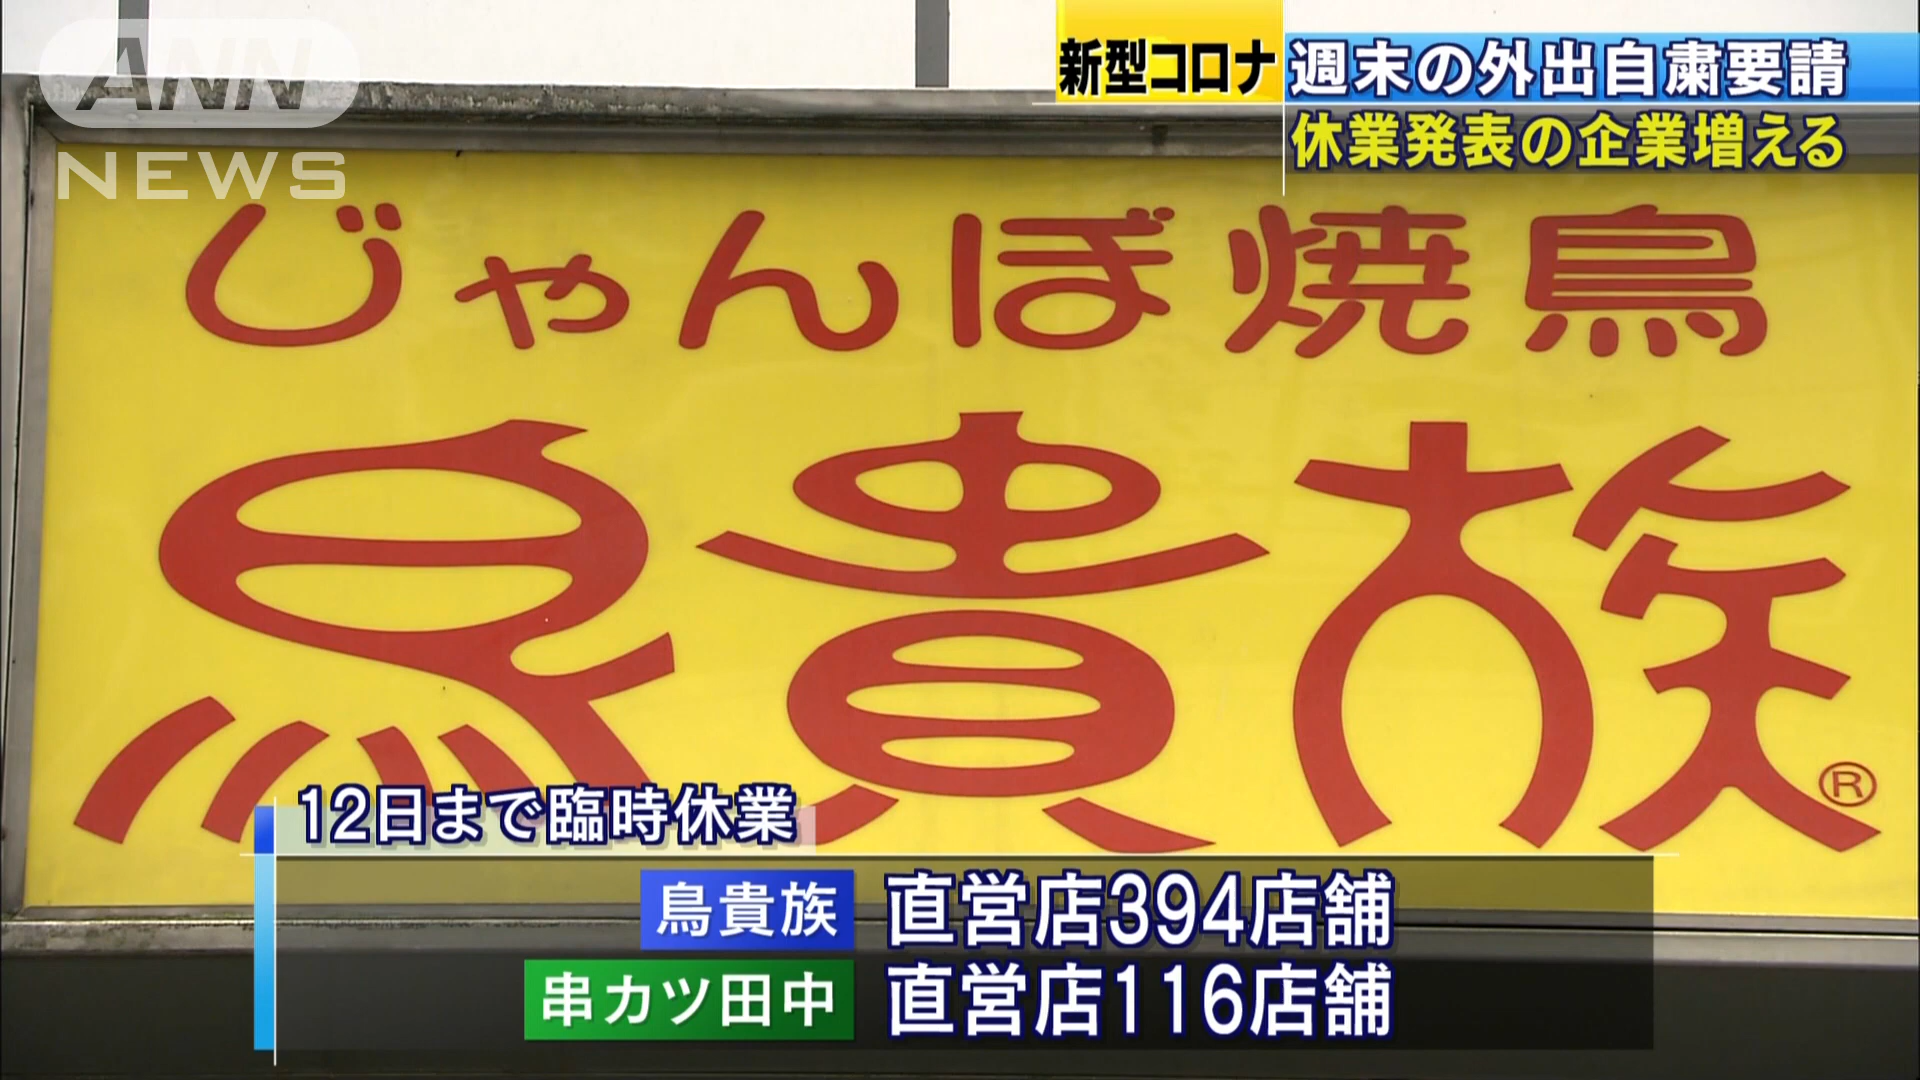 ANN
NEWS
新型コロナ
週末の外出自粛要請
休業発表の企業増える
じゃんぼ焼鳥
鳥貴族®
12日まで臨時休業
鳥貴族 直営店394店舗
串カツ田中 直営店116店舗